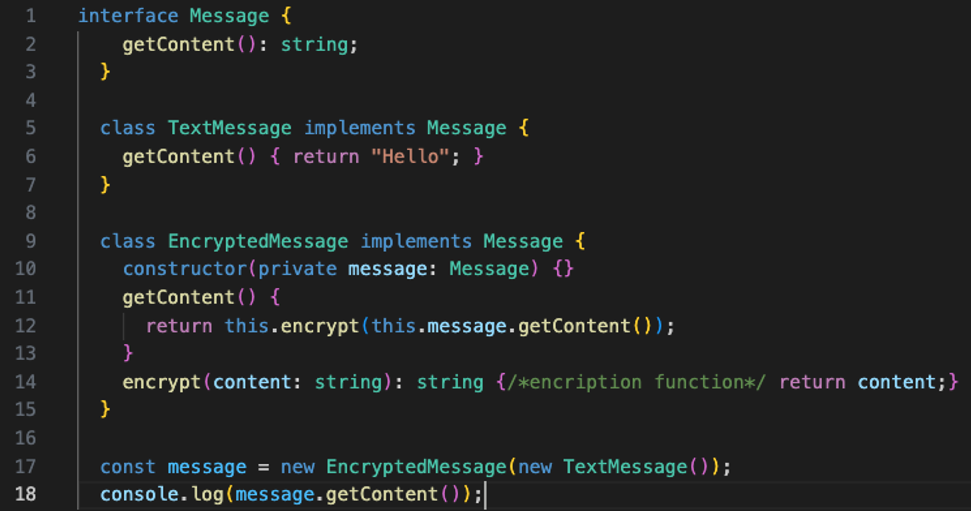 1 interface Message {
2 getContent(): string;
3 }
4
5 class TextMessage implements Message {
6 getContent() { return "Hello"; }
7 }
8
9 class EncryptedMessage implements Message {
10 constructor(private message: Message) {}
11 getContent() {
12 return this.encrypt(this.message.getContent());
13 }
14 encrypt(content: string): string {/*encription function*/ return content;}
15 }
16
17 const message = new EncryptedMessage(new TextMessage());
18 console.log(message.getContent());